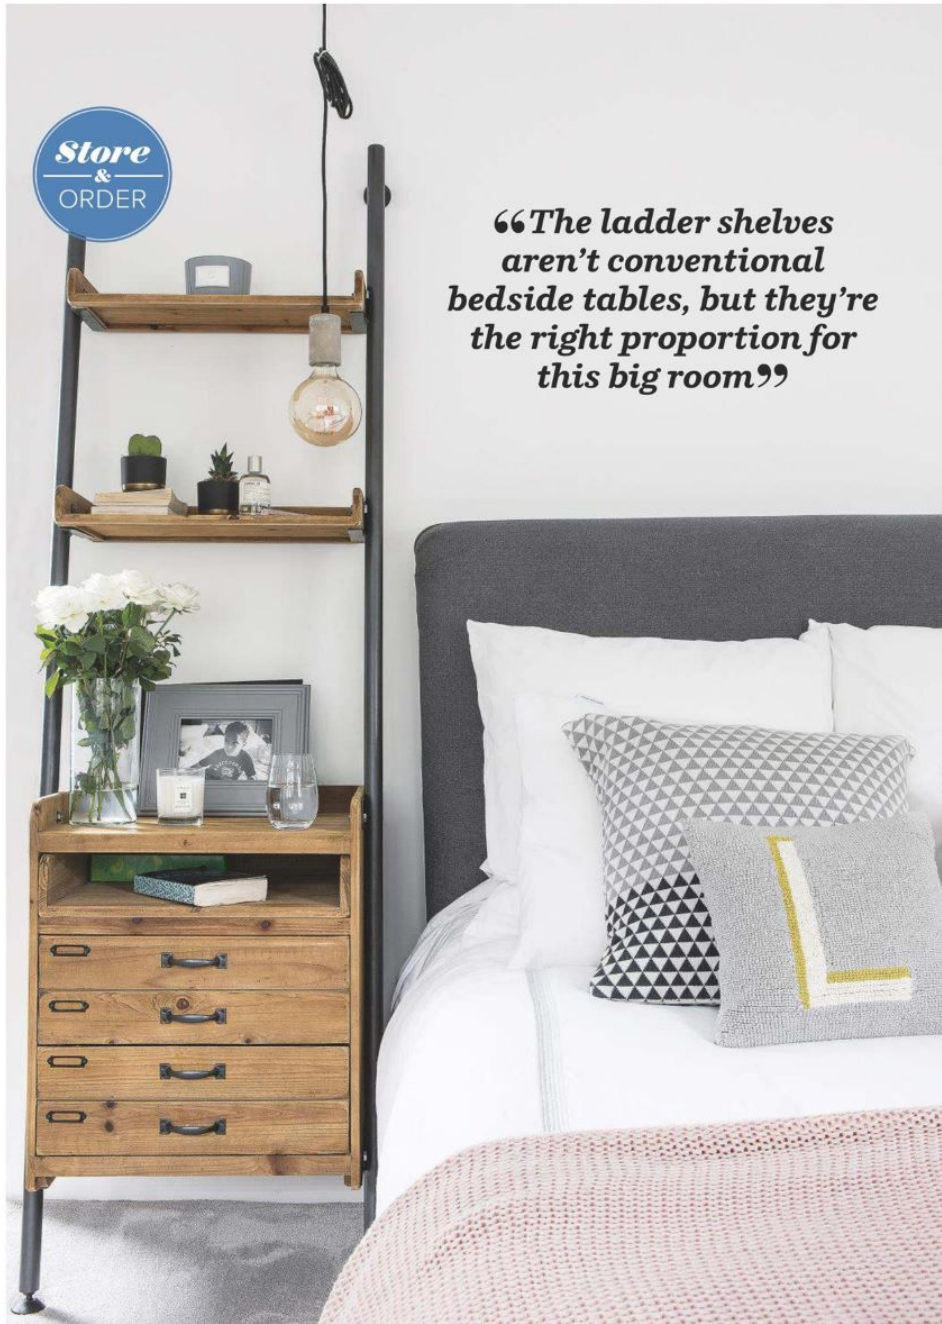 Store
&
ORDER
“The ladder shelves
aren’t conventional
bedside tables, but they’re
the right proportion for
this big room”
L